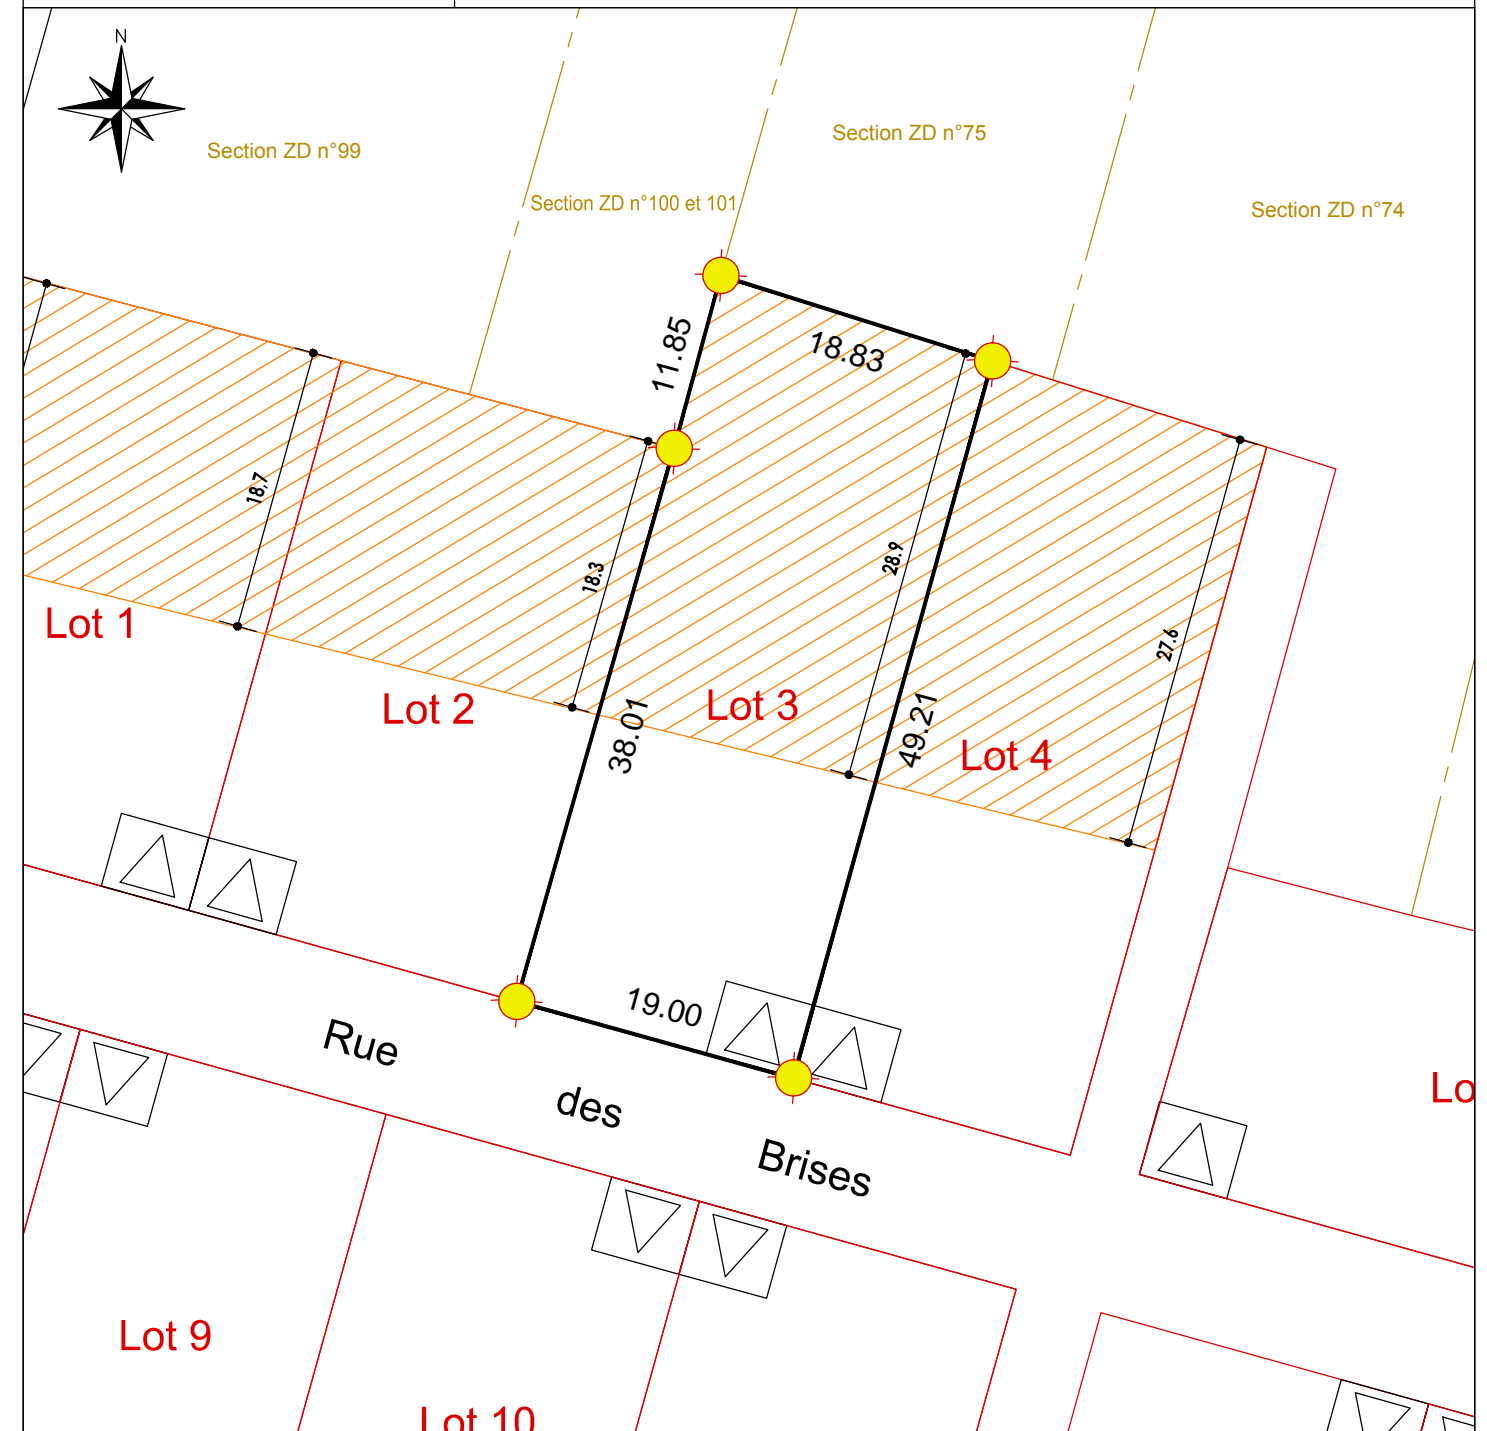 N
Section ZD n°99
Section ZD n°75
Section ZD n°100 et 101
Section ZD n°74
11.85
18.83
18,7
18.3
28.9
27.6
Lot 1
Lot 2
Lot 3
38.01
49.21
Lot 4
19.00
Rue
des
Brises
Lo
Lot 9
Lot 10